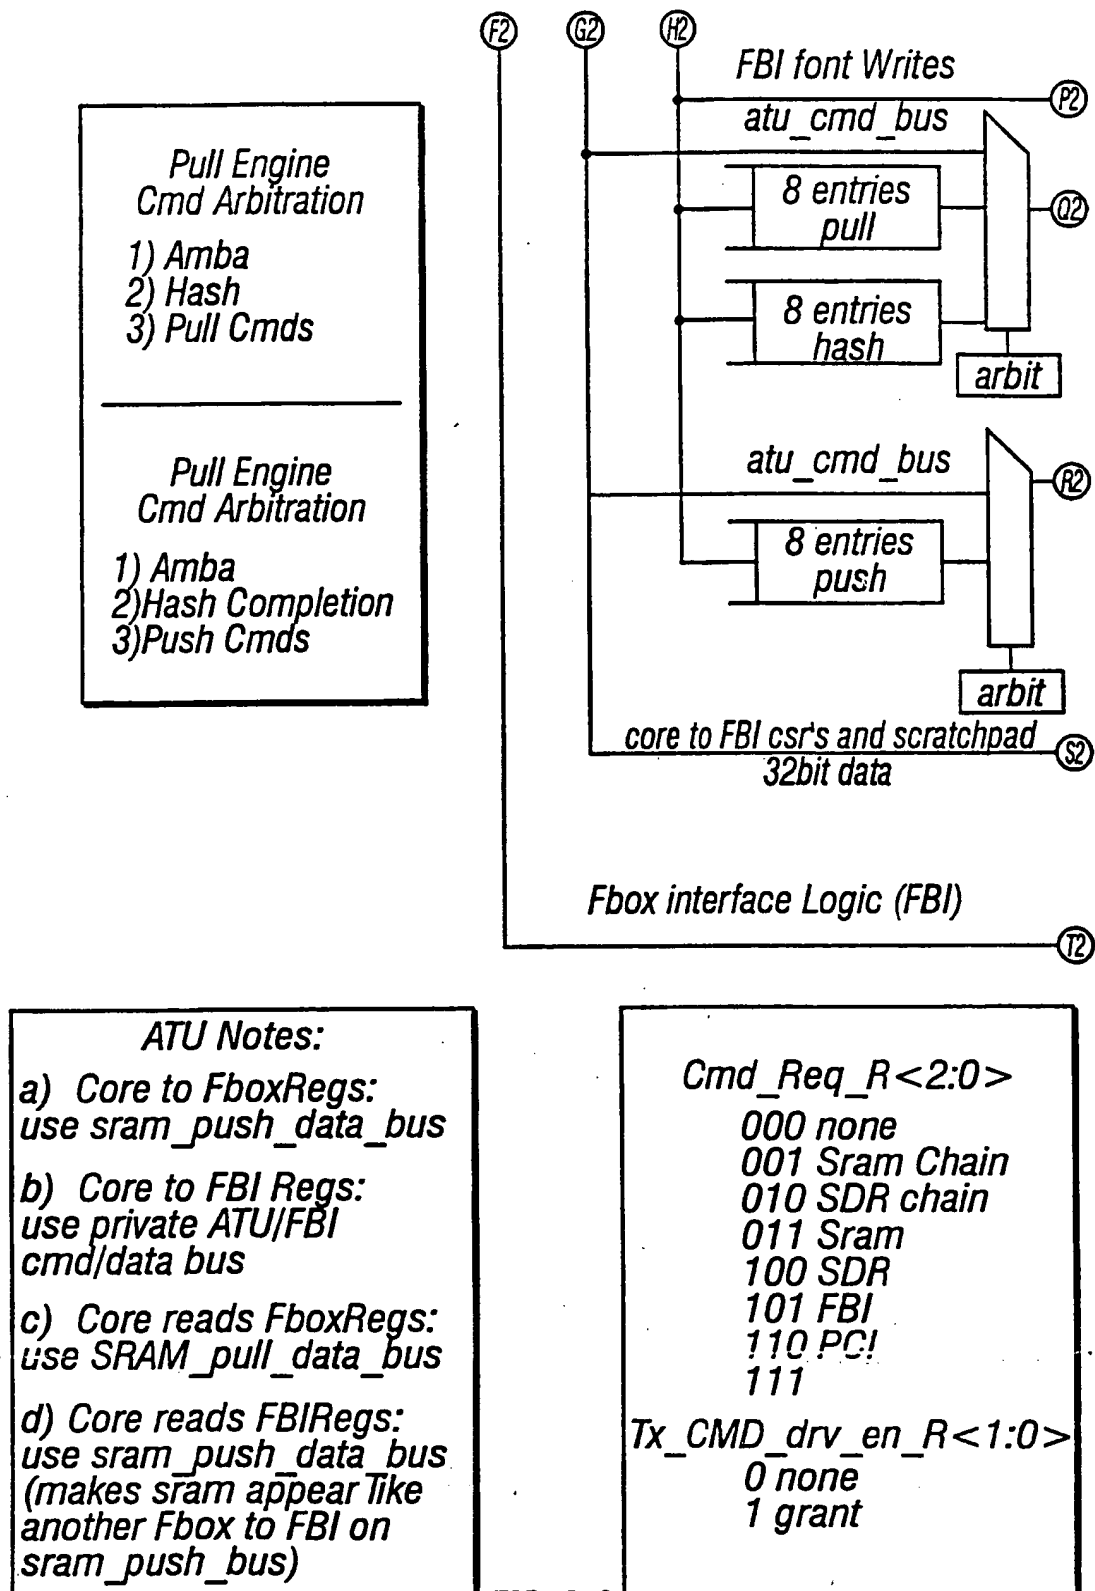 F2
G2
H2
FBI font Writes
P2
atu_cmd_bus
8 entries
pull
Q2
8 entries
hash
arbit
atu_cmd_bus
R2
8 entries
push
arbit
core to FBI csr's and scratchpad
32bit data
S2
Fbox interface Logic (FBI)
T2
Pull Engine
Cmd Arbitration
1) Amba
2) Hash
3) Pull Cmds
Pull Engine
Cmd Arbitration
1) Amba
2)Hash Completion
3)Push Cmds
ATU Notes:
a) Core to FboxRegs:
use sram_push_data_bus
b) Core to FBI Regs:
use private ATU/FBI
cmd/data bus
c) Core reads FboxRegs:
use SRAM_pull_data_bus
d) Core reads FBIRegs:
use sram_push_data_bus
(makes sram appear like
another Fbox to FBI on
sram_push_bus)
Cmd_Req_R<2:0>
000 none
001 Sram Chain
010 SDR chain
011 Sram
100 SDR
101 FBI
110 PCI
111
Tx_CMD_drv_en_R<1:0>
0 none
1 grant